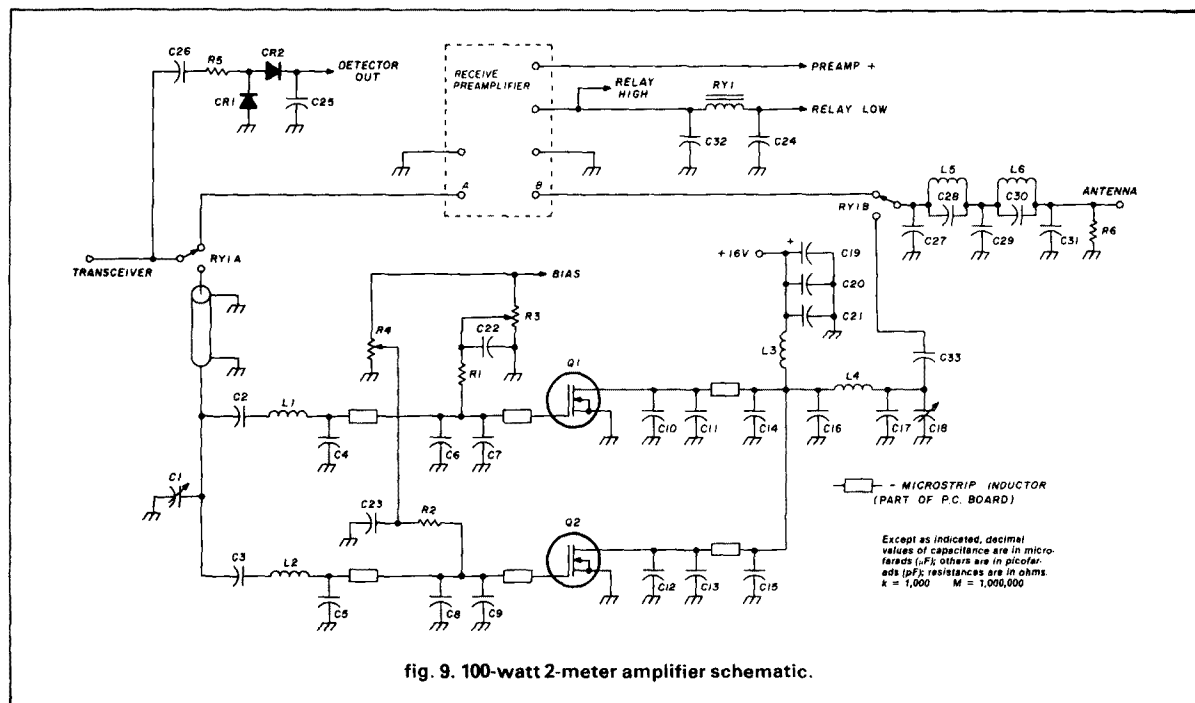 C26
R5
CR2
DETECTOR
OUT
CR1
C25
RECEIVE
PREAMPLIFIER
PREAMP +
RELAY
HIGH
RY1
RELAY LOW
C32
C24
A
B
L5
L6
ANTENNA
C28
C30
RY1B
C27
C29
C31
R6
TRANSCEIVER
RY1A
+16V
+
C19
C20
C21
BIAS
R4
R3
C22
R1
L3
Q1
C33
L4
C2
L1
C4
C6
C7
C10
C11
C14
C16
C17
C18
C1
- MICROSTRIP INDUCTOR
(PART OF P.C. BOARD)
C23
R2
Q2
C3
L2
C5
C8
C9
C12
C13
C15
Except as indicated, decimal
values of capacitance are in micro-
farads (µF); others are in picofar-
ads (pF); resistances are in ohms.
k = 1,000 M = 1,000,000
fig. 9. 100-watt 2-meter amplifier schematic.